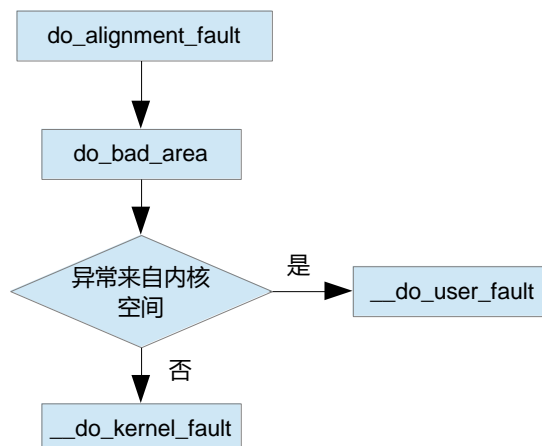 do_alignment_fault
do_bad_area
异常来自内核
空间
是
__do_user_fault
否
__do_kernel_fault